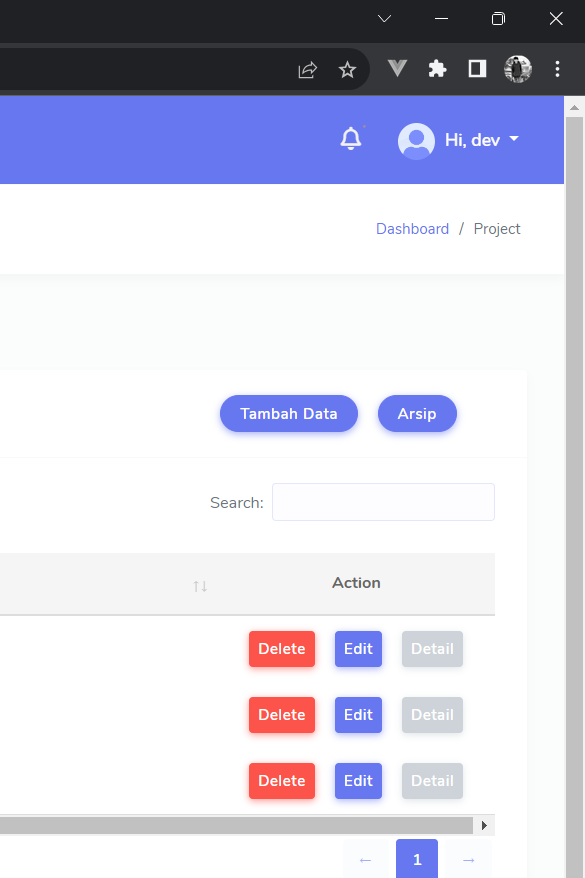 Hi, dev
Dashboard / Project
Tambah Data Arsip
Search:
↑↓ Action
Delete Edit Detail
Delete Edit Detail
Delete Edit Detail
← 1 →